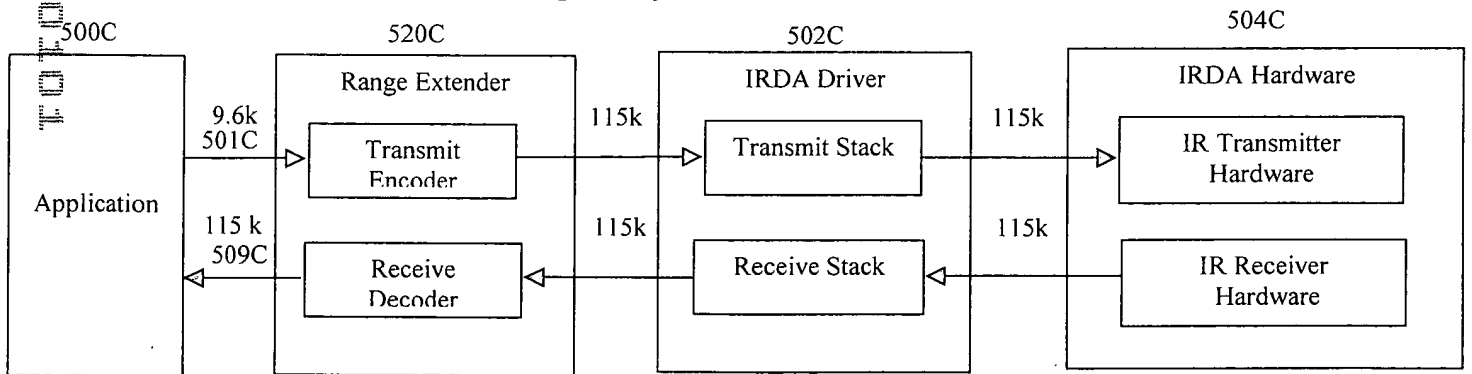 500C
520C
502C
504C
Range Extender
IRDA Driver
IRDA Hardware
9.6k
501C
115k
115k
Transmit
Encoder
Transmit Stack
IR Transmitter
Hardware
Application
115 k
509C
115k
115k
Receive
Decoder
Receive Stack
IR Receiver
Hardware